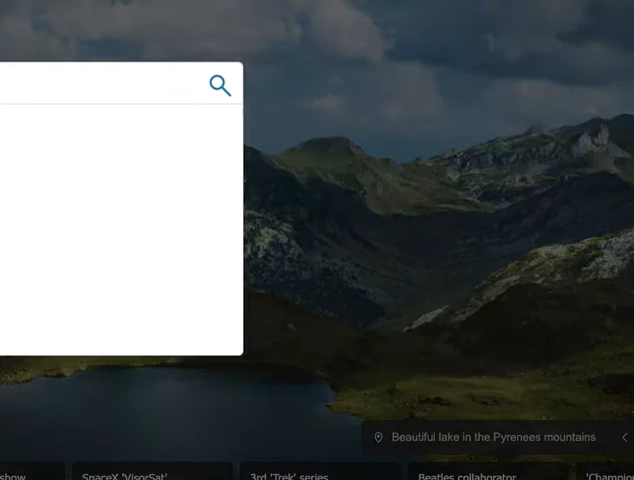 Beautiful lake in the Pyrenees mountains
show
SpaceX 'VisorSat'
3rd 'Trek' series
Beatles collaborator
'Champio